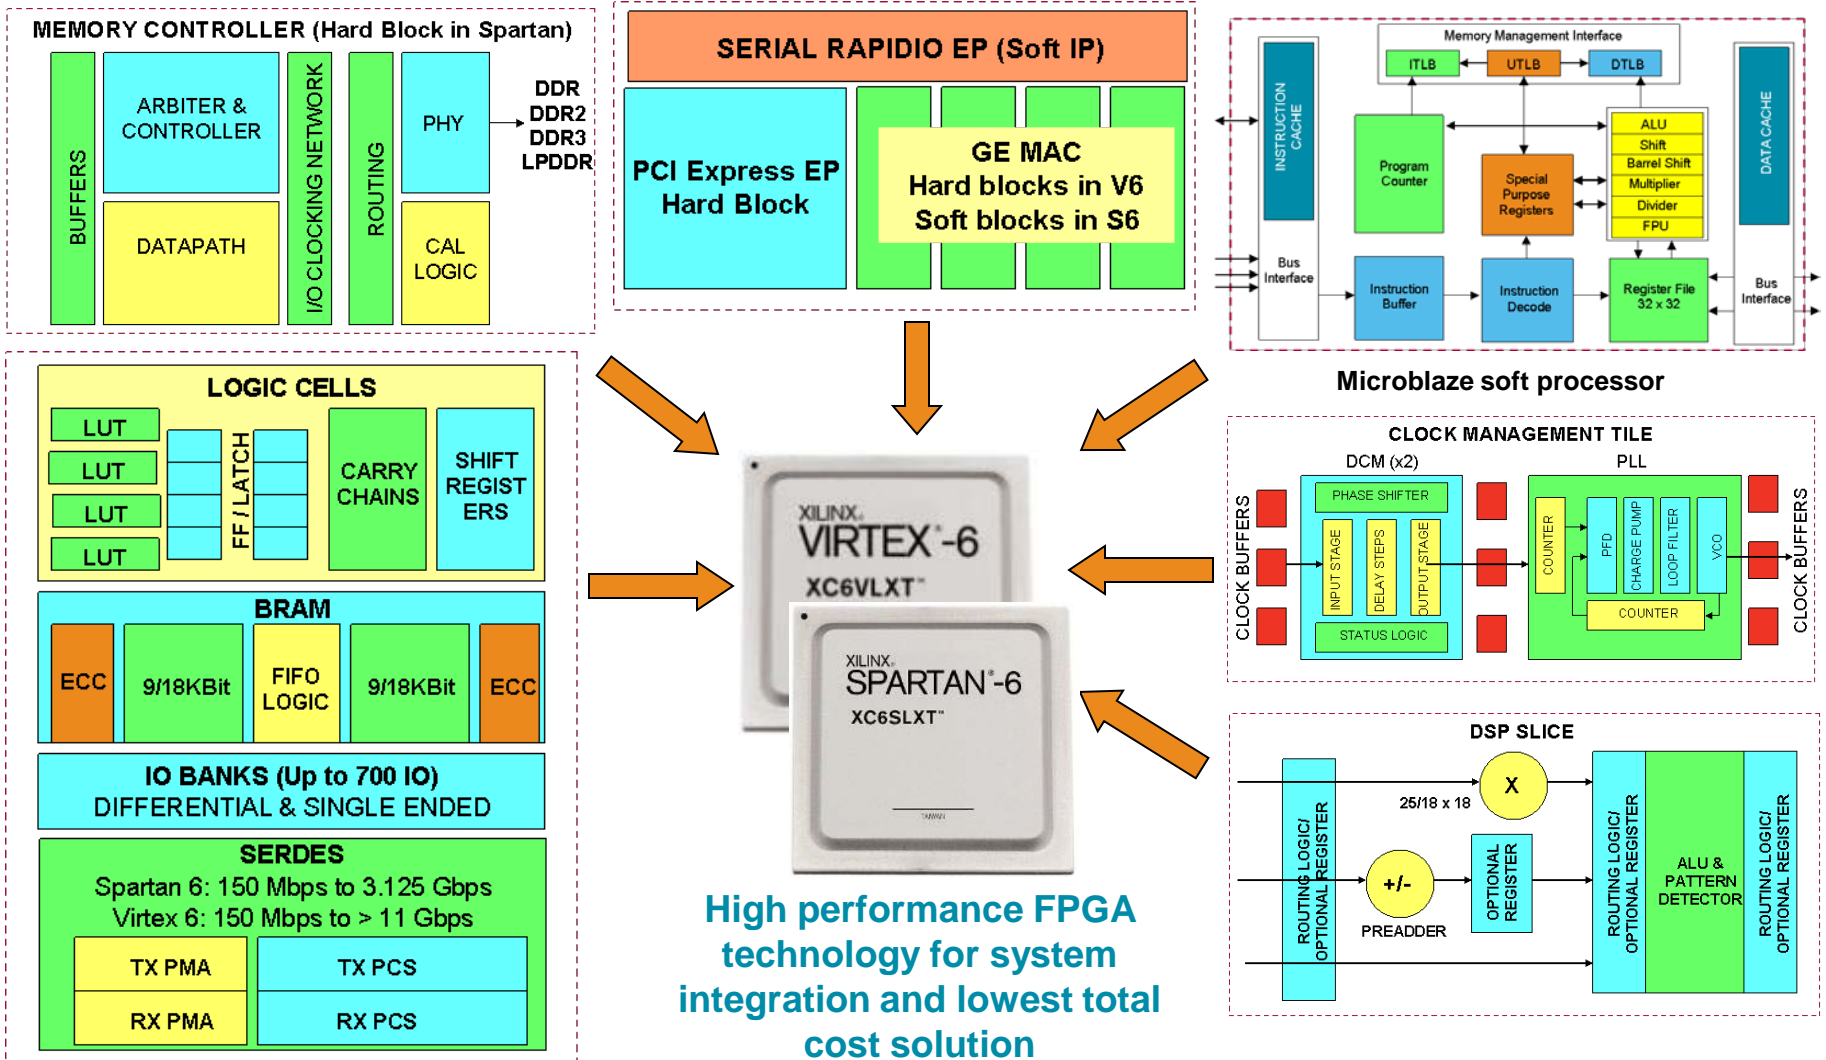 MEMORY CONTROLLER (Hard Block in Spartan)
BUFFERS
ARBITER &
CONTROLLER
DATAPATH
I/O CLOCKING NETWORK
ROUTING
PHY
CAL
LOGIC
DDR
DDR2
DDR3
LPDDR
SERIAL RAPIDIO EP (Soft IP)
PCI Express EP
Hard Block
GE MAC
Hard blocks in V6
Soft blocks in S6
Memory Management Interface
ITLB
UTLB
DTLB
INSTRUCTION
CACHE
Bus
Interface
Program
Counter
Special
Purpose
Registers
ALU
Shift
Barrel Shift
Multiplier
Divider
FPU
Instruction
Buffer
Instruction
Decode
Register File
32 x 32
DATA CACHE
Bus
Interface
Microblaze soft processor
LOGIC CELLS
LUT
LUT
LUT
LUT
FF / LATCH
CARRY
CHAINS
SHIFT
REGIST
ERS
BRAM
ECC
9/18KBit
FIFO
LOGIC
9/18KBit
ECC
IO BANKS (Up to 700 IO)
DIFFERENTIAL & SINGLE ENDED
SERDES
Spartan 6: 150 Mbps to 3.125 Gbps
Virtex 6: 150 Mbps to > 11 Gbps
TX PMA
TX PCS
RX PMA
RX PCS
XILINX®
VIRTEX®-6
XC6VLXT™
XILINX®
SPARTAN®-6
XC6SLXT™
TAIWAN
High performance FPGA
technology for system
integration and lowest total
cost solution
CLOCK MANAGEMENT TILE
DCM (x2)
PLL
CLOCK BUFFERS
PHASE SHIFTER
INPUT STAGE
DELAY STEPS
OUTPUT STAGE
STATUS LOGIC
COUNTER
PFD
CHARGE PUMP
LOOP FILTER
VCO
COUNTER
CLOCK BUFFERS
DSP SLICE
X
25/18 x 18
ROUTING LOGIC/
OPTIONAL REGISTER
+/-
PREADDER
OPTIONAL
REGISTER
ROUTING LOGIC/
OPTIONAL REGISTER
ALU &
PATTERN
DETECTOR
ROUTING LOGIC/
OPTIONAL REGISTER